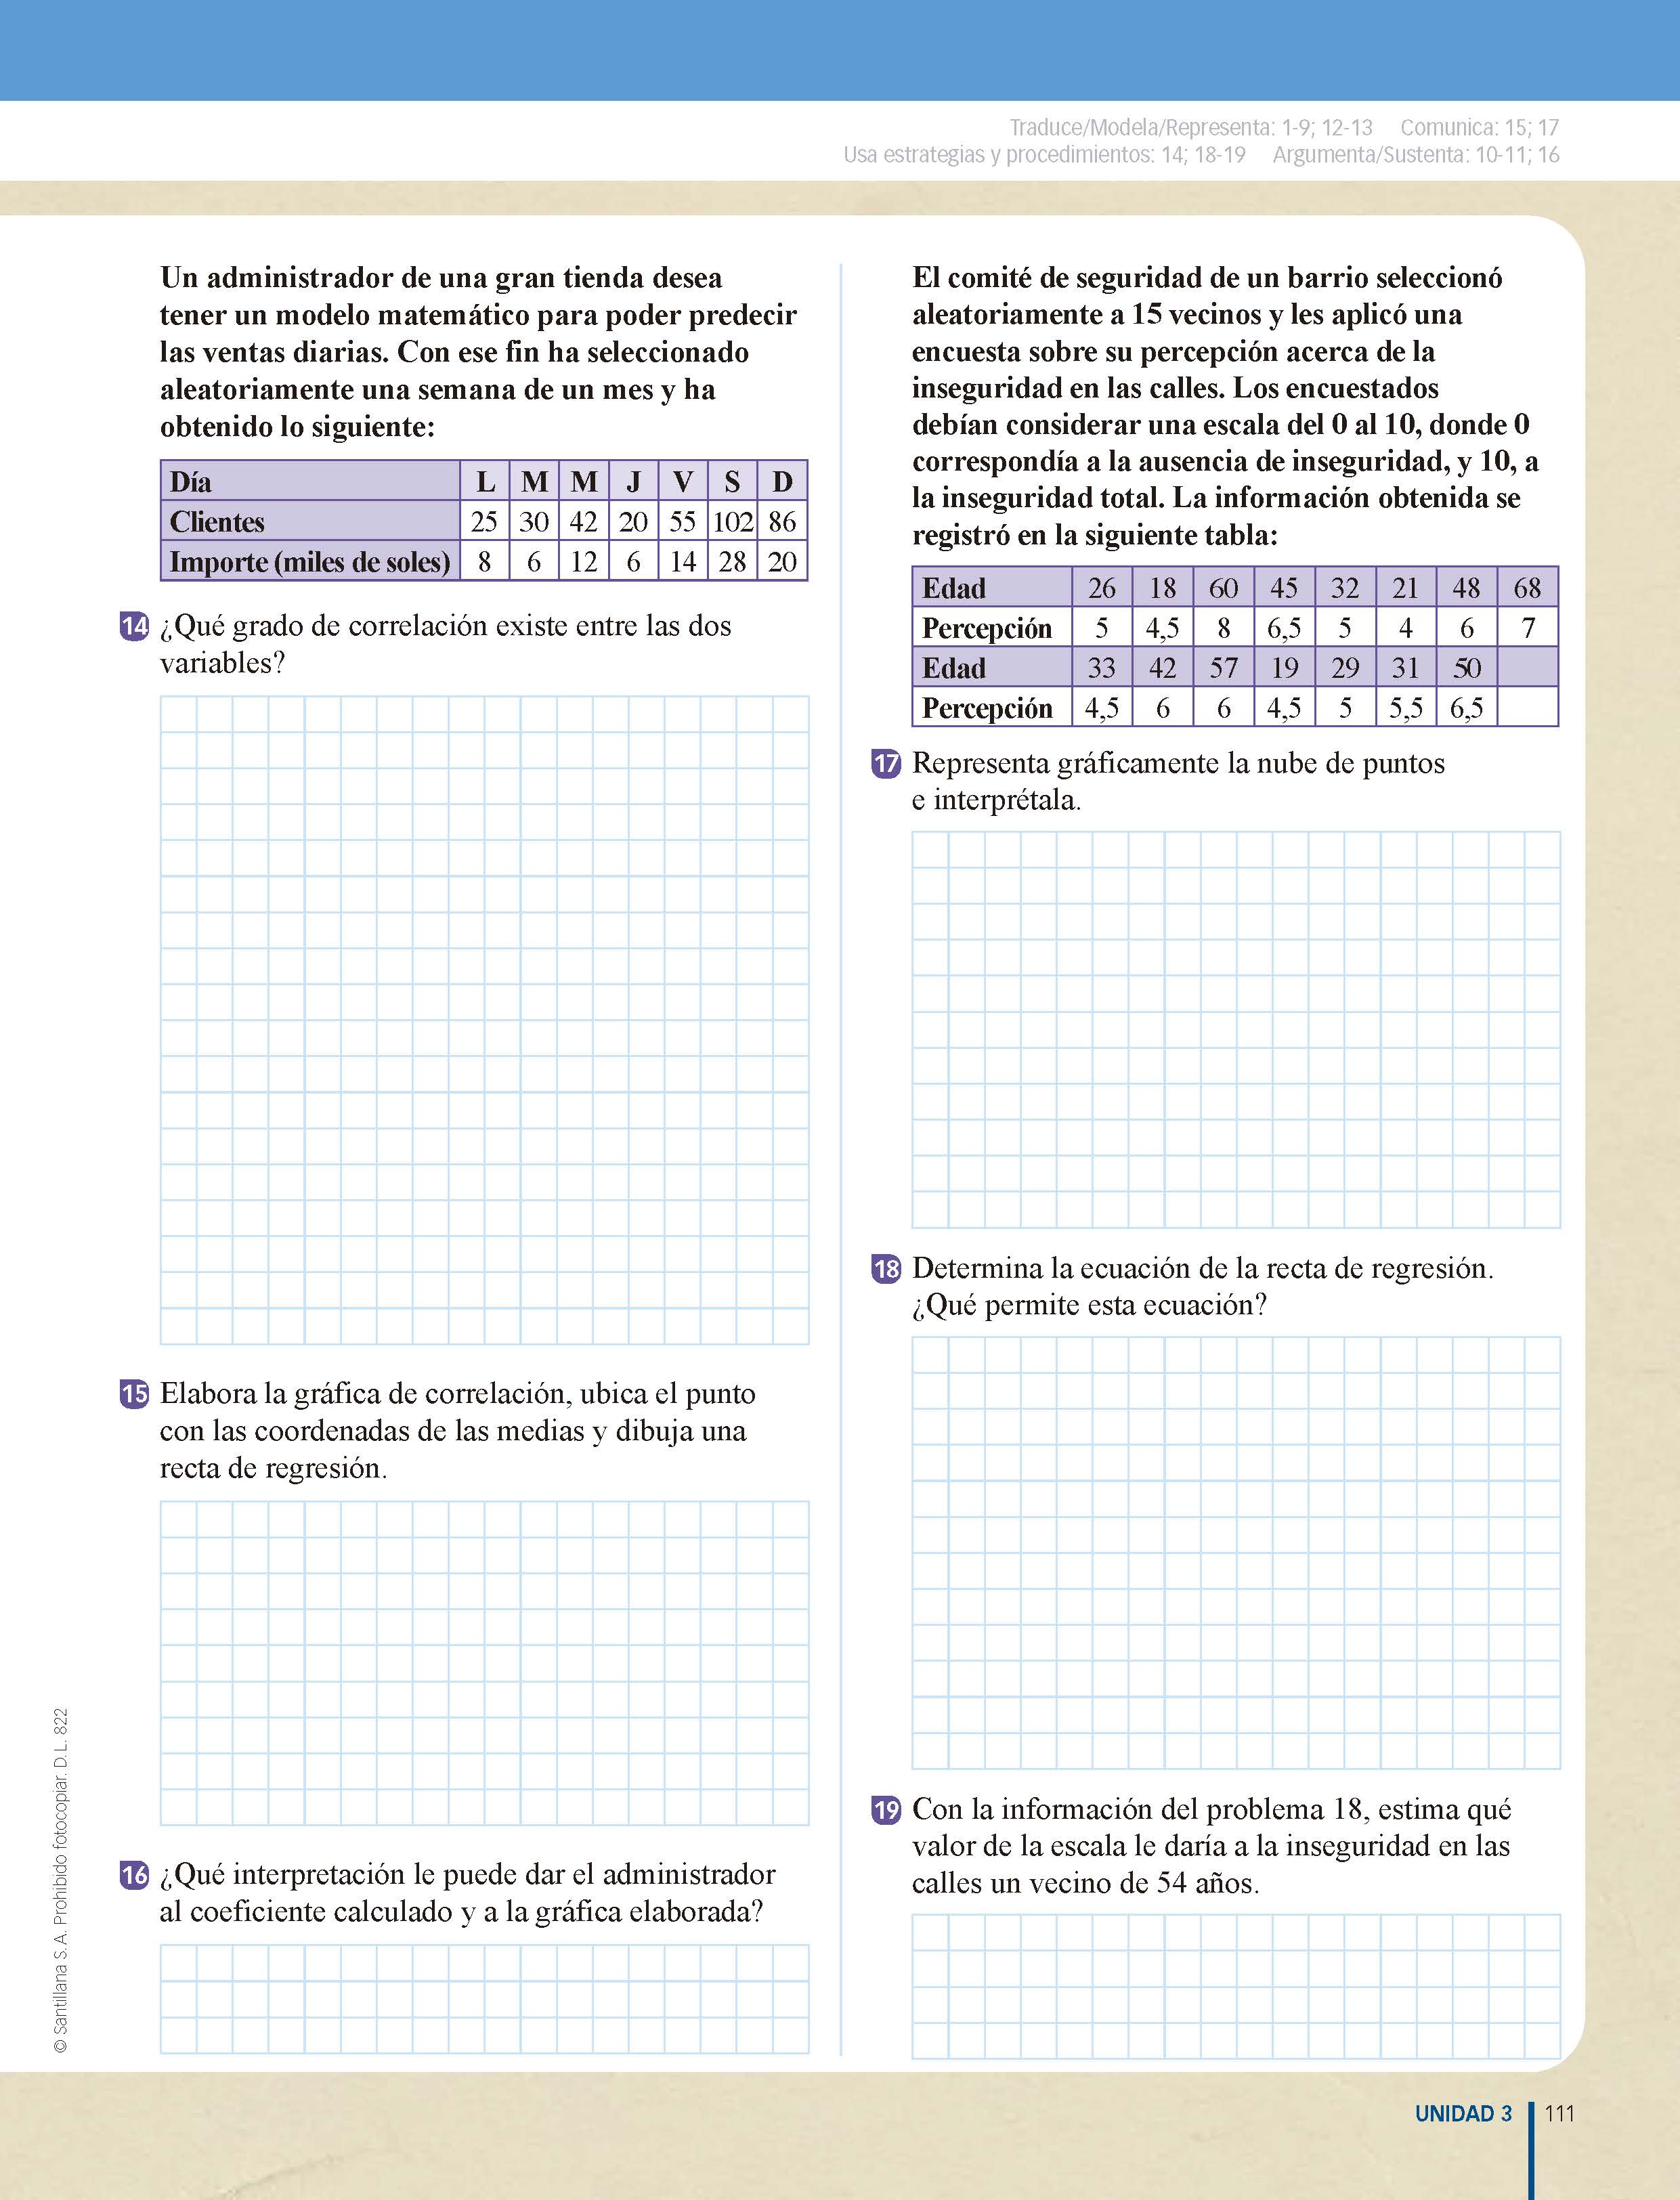 Traduce/Modela/Representa: 1-9; 12-13 Comunica: 15; 17
Usa estrategias y procedimientos: 14; 18-19 Argumenta/Sustenta: 10-11; 16
Un administrador de una gran tienda desea
tener un modelo matemático para poder predecir
las ventas diarias. Con ese fin ha seleccionado
aleatoriamente una semana de un mes y ha
obtenido lo siguiente:
Día L M M J V S D
Clientes 25 30 42 20 55 102 86
Importe (miles de soles) 8 6 12 6 14 28 20
14 ¿Qué grado de correlación existe entre las dos
variables?
15 Elabora la gráfica de correlación, ubica el punto
con las coordenadas de las medias y dibuja una
recta de regresión.
16 ¿Qué interpretación le puede dar el administrador
al coeficiente calculado y a la gráfica elaborada?
El comité de seguridad de un barrio seleccionó
aleatoriamente a 15 vecinos y les aplicó una
encuesta sobre su percepción acerca de la
inseguridad en las calles. Los encuestados
debían considerar una escala del 0 al 10, donde 0
correspondía a la ausencia de inseguridad, y 10, a
la inseguridad total. La información obtenida se
registró en la siguiente tabla:
Edad 26 18 60 45 32 21 48 68
Percepción 5 4,5 8 6,5 5 4 6 7
Edad 33 42 57 19 29 31 50
Percepción 4,5 6 6 4,5 5 5,5 6,5
17 Representa gráficamente la nube de puntos
e interprétala.
18 Determina la ecuación de la recta de regresión.
¿Qué permite esta ecuación?
19 Con la información del problema 18, estima qué
valor de la escala le daría a la inseguridad en las
calles un vecino de 54 años.
© Santillana S.A. Prohibido fotocopiar. D.L. 822
UNIDAD 3 111